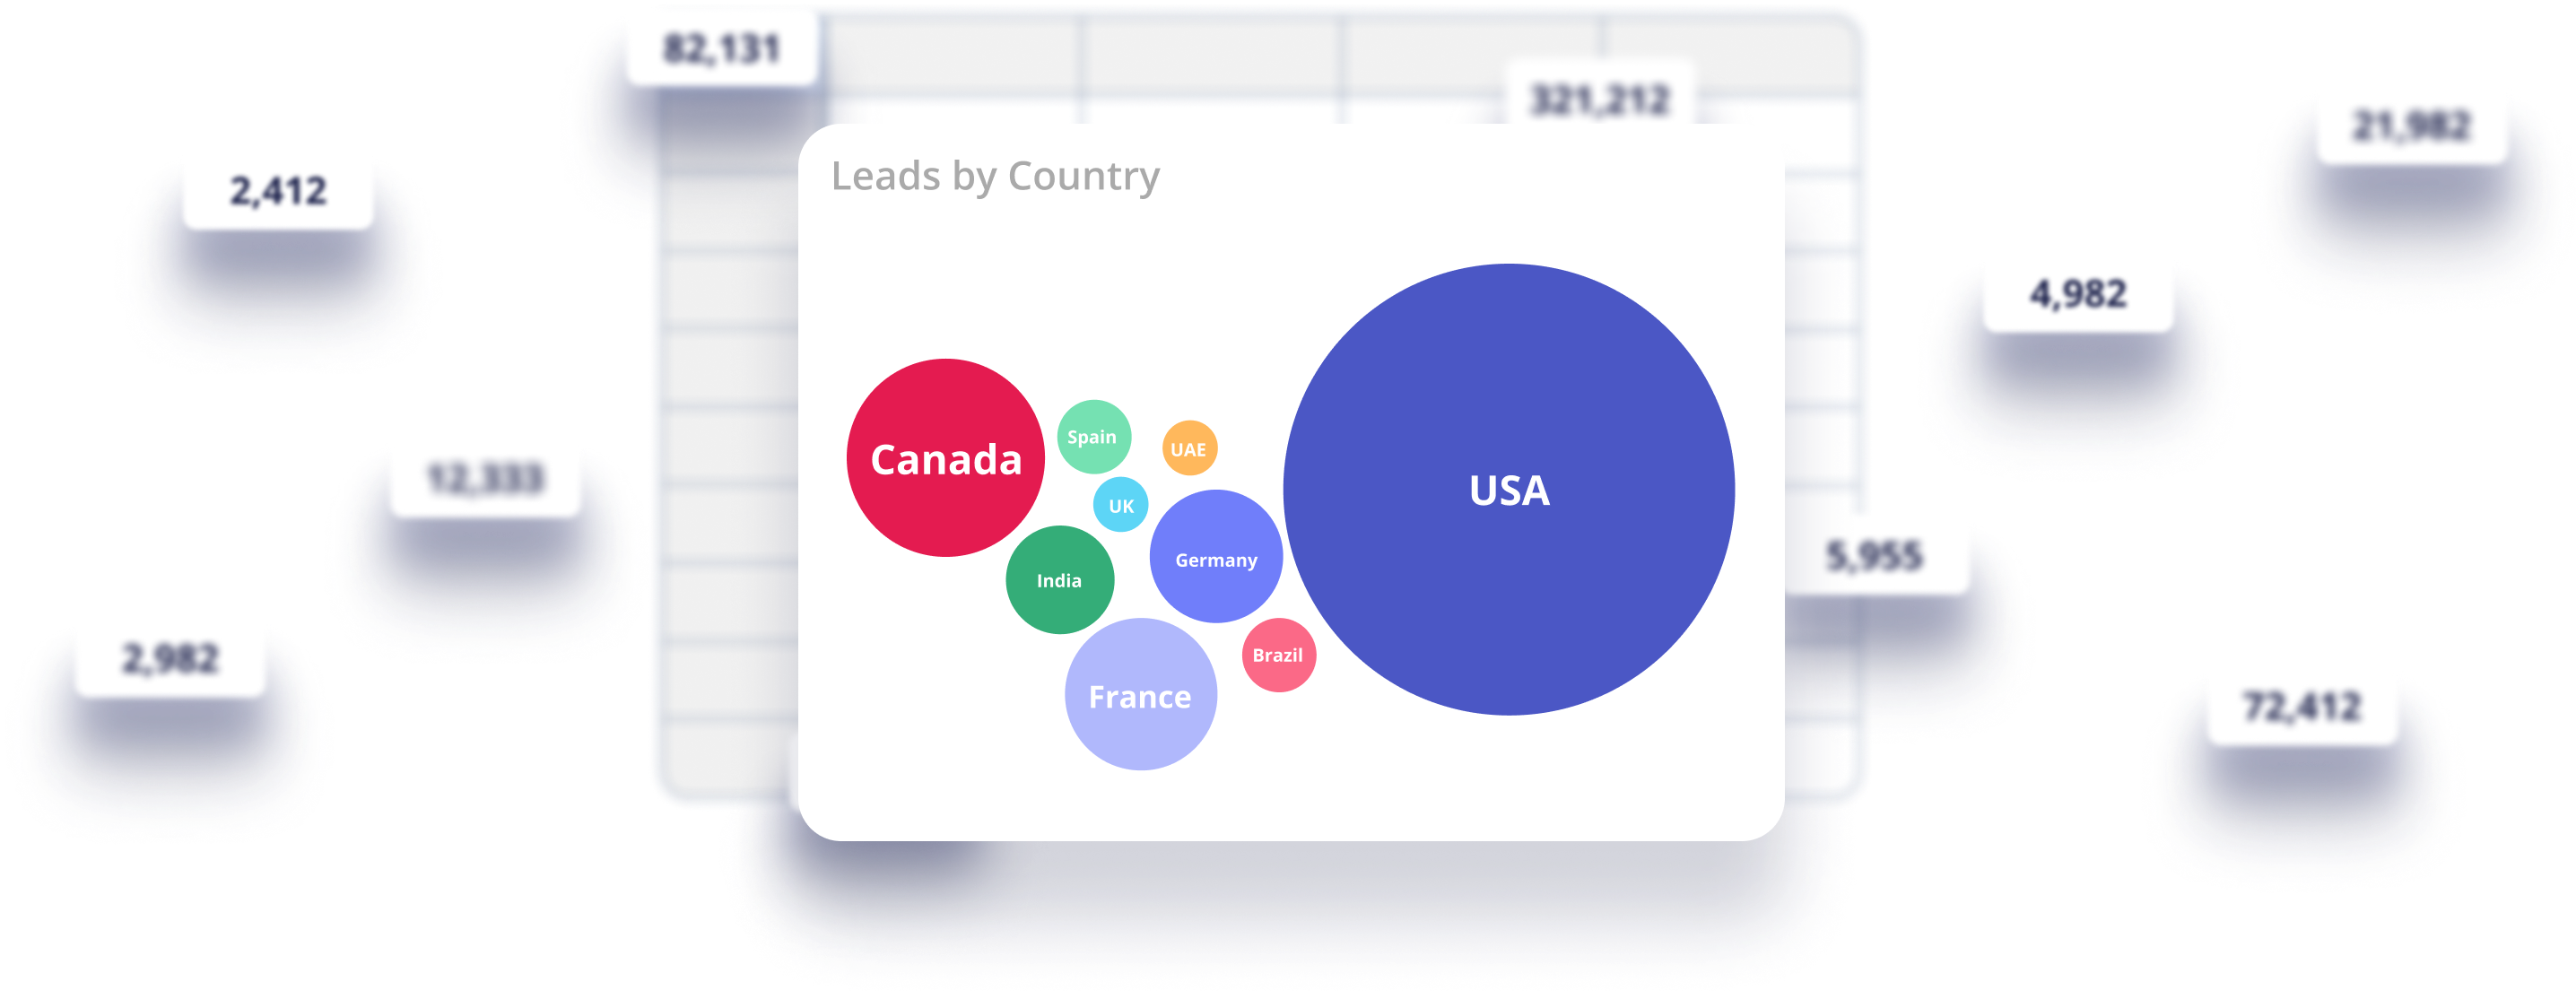 82,131
321,212
21,982
Leads by Country
2,412
4,982
Canada
Spain
UAE
USA
12,333
UK
Germany
5,955
India
2,982
Brazil
France
72,412